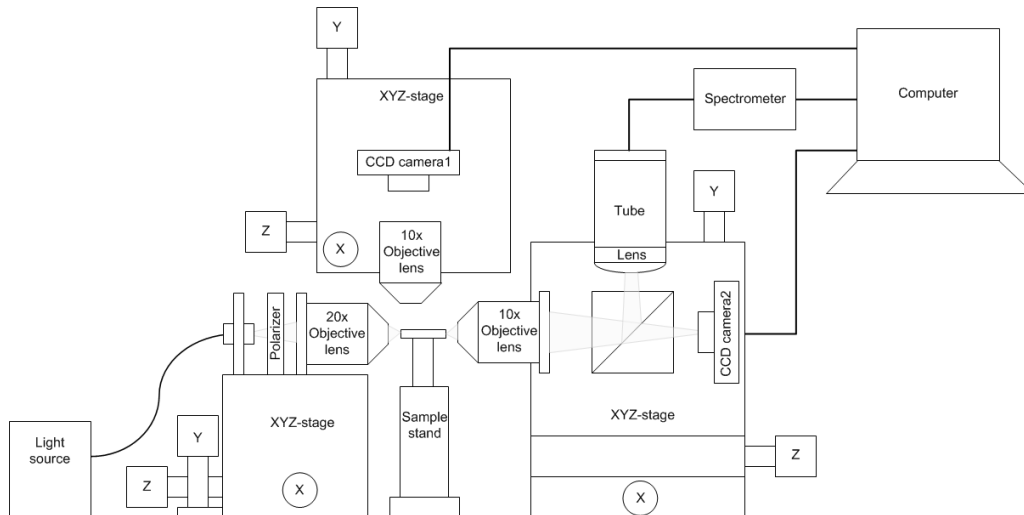 Y
XYZ-stage
CCD camera1
Z
X
10x
Objective
lens
Spectrometer
Computer
Tube
Lens
Y
Polarizer
20x
Objective
lens
10x
Objective
lens
CCD camera2
XYZ-stage
Z
X
Light
source
Y
Z
XYZ-stage
X
Sample
stand